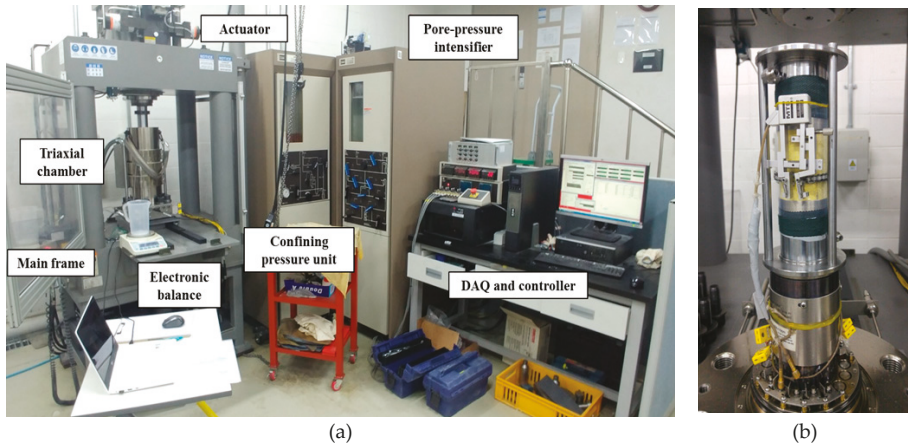 Actuator
Pore-pressure
intensifier
Triaxial
chamber
Main frame
Electronic
balance
Confining
pressure unit
DAQ and controller
(a)
(b)